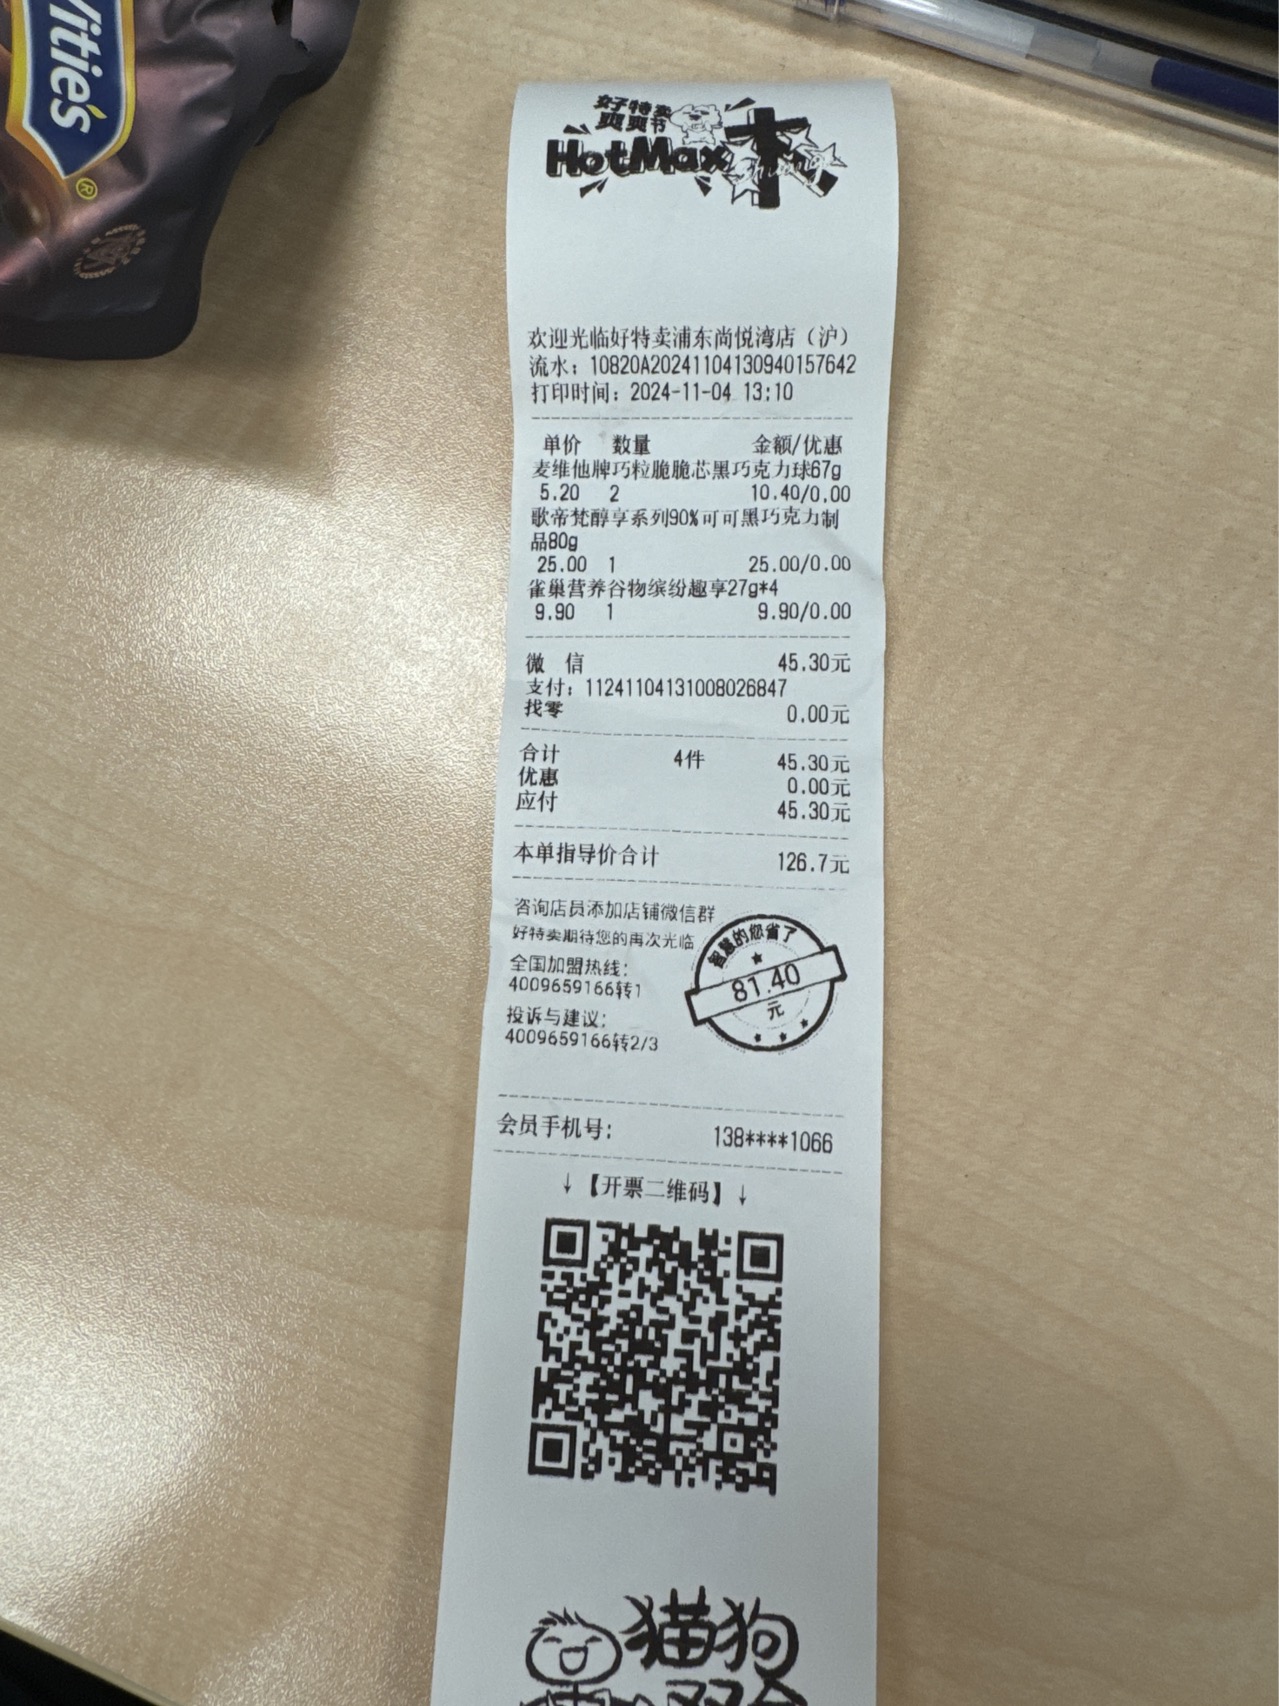 Vitie's®
好特卖
爽爽节
HotMax
shuang
欢迎光临好特卖浦东尚悦湾店（沪）
流水：10820A20241104130940157642
打印时间：2024-11-04 13:10
单价 数量 金额/优惠
麦维他牌巧粒脆脆芯黑巧克力球67g
5.20 2 10.40/0.00
歌帝梵醇享系列90%可可黑巧克力制
品80g
25.00 1 25.00/0.00
雀巢营养谷物缤纷趣享27g*4
9.90 1 9.90/0.00
微 信 45.30元
支付：11241104131008026847
找零 0.00元
合计 4件 45.30元
优惠 0.00元
应付 45.30元
本单指导价合计 126.7元
咨询店员添加店铺微信群
好特卖期待您的再次光临
全国加盟热线：
4009659166转1
投诉与建议：
4009659166转2/3
智慧的您省了
81.40
元
会员手机号： 138****1066
↓【开票二维码】↓
猫狗